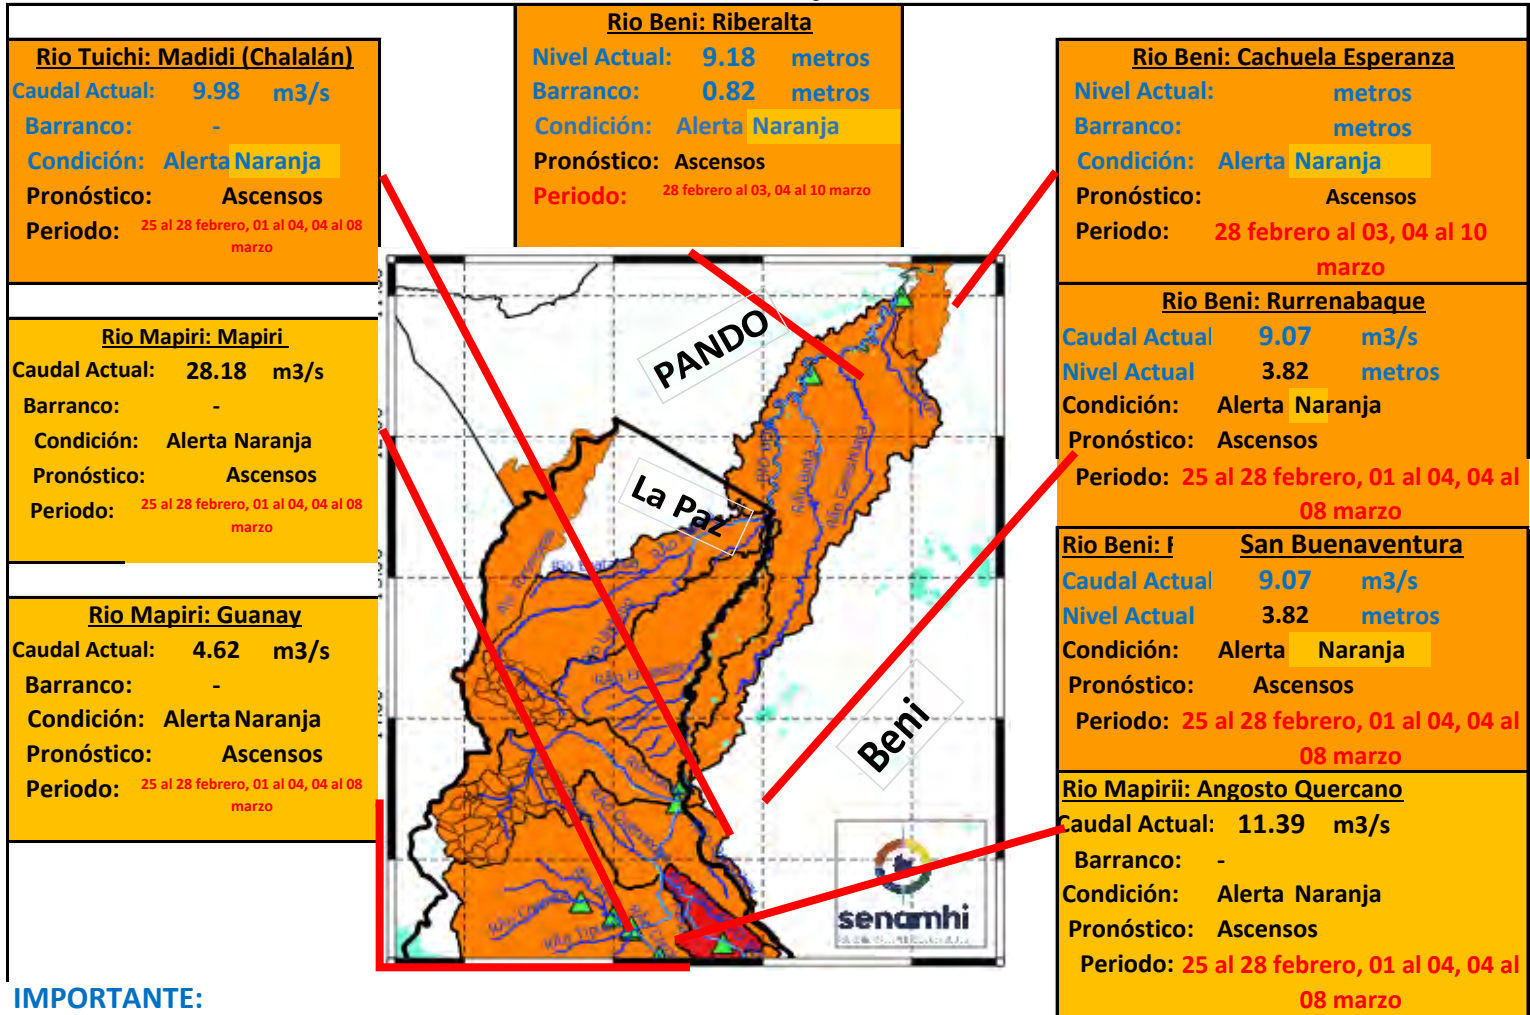 Rio Tuichi: Madidi (Chalalán)
Caudal Actual: 9.98 m3/s
Barranco: -
Condición: Alerta Naranja
Pronóstico: Ascensos
Periodo: 25 al 28 febrero, 01 al 04, 04 al 08
marzo
Rio Mapiri: Mapiri
Caudal Actual: 28.18 m3/s
Barranco: -
Condición: Alerta Naranja
Pronóstico: Ascensos
Periodo: 25 al 28 febrero, 01 al 04, 04 al 08
marzo
Rio Mapiri: Guanay
Caudal Actual: 4.62 m3/s
Barranco: -
Condición: Alerta Naranja
Pronóstico: Ascensos
Periodo: 25 al 28 febrero, 01 al 04, 04 al 08
marzo
Rio Beni: Riberalta
Nivel Actual: 9.18 metros
Barranco: 0.82 metros
Condición: Alerta Naranja
Pronóstico: Ascensos
Periodo: 28 febrero al 03, 04 al 10 marzo
PANDO
La Paz
Beni
senamhi
Rio Beni: Cachuela Esperanza
Nivel Actual: metros
Barranco: metros
Condición: Alerta Naranja
Pronóstico: Ascensos
Periodo: 28 febrero al 03, 04 al 10
marzo
Rio Beni: Rurrenabaque
Caudal Actual 9.07 m3/s
Nivel Actual 3.82 metros
Condición: Alerta Naranja
Pronóstico: Ascensos
Periodo: 25 al 28 febrero, 01 al 04, 04 al
08 marzo
Rio Beni: San Buenaventura
Caudal Actual 9.07 m3/s
Nivel Actual 3.82 metros
Condición: Alerta Naranja
Pronóstico: Ascensos
Periodo: 25 al 28 febrero, 01 al 04, 04 al
08 marzo
Rio Mapirii: Angosto Quercano
Caudal Actual: 11.39 m3/s
Barranco: -
Condición: Alerta Naranja
Pronóstico: Ascensos
Periodo: 25 al 28 febrero, 01 al 04, 04 al
08 marzo
IMPORTANTE: